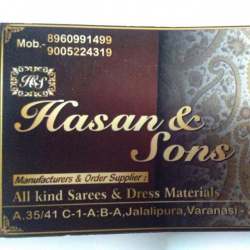 Mob.- 8960991499
9005224319
H&S
Hasan &
Sons
Manufacturers & Order Supplier :
All kind Sarees & Dress Materials
A.35/41 C-1-A:B-A,Jalalipura,Varanasi -